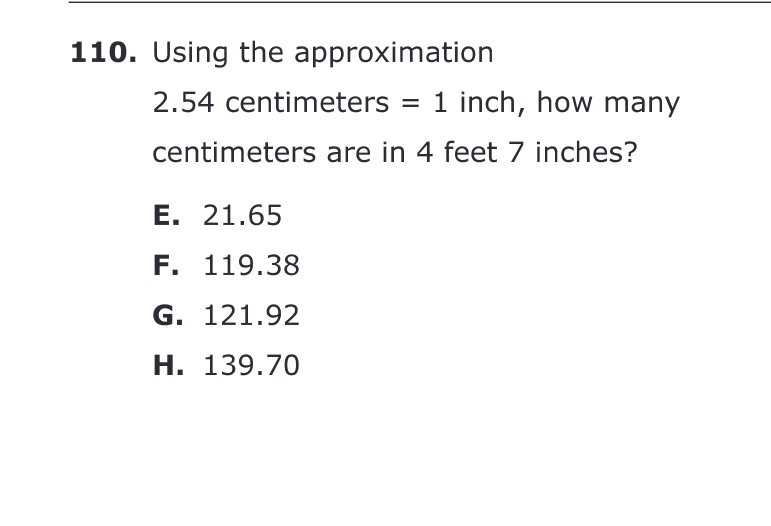 110. Using the approximation
2.54 centimeters = 1 inch, how many
centimeters are in 4 feet 7 inches?
E. 21.65
F. 119.38
G. 121.92
H. 139.70